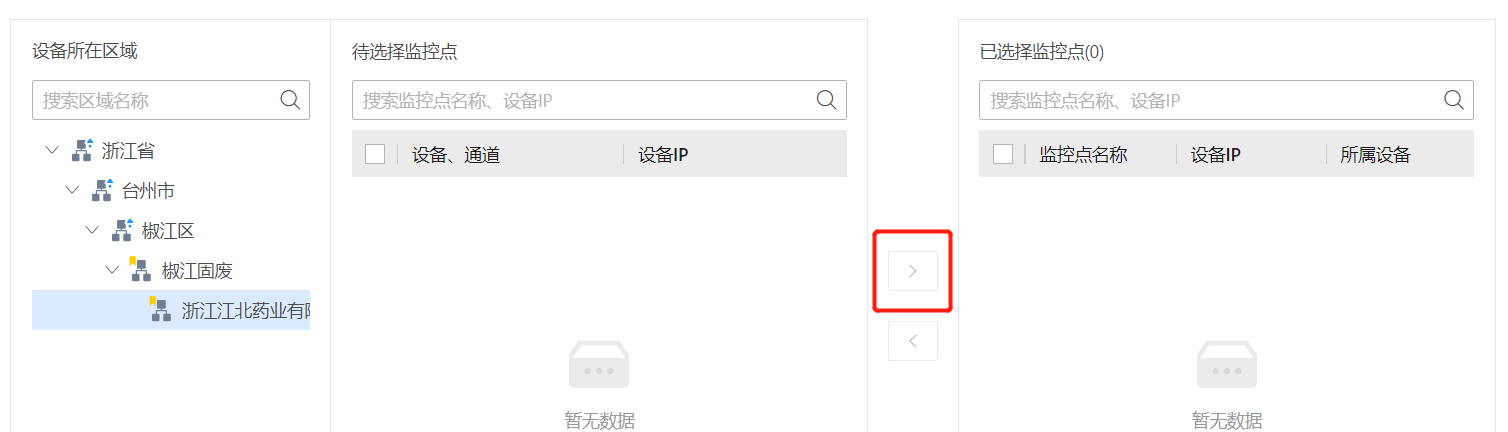 设备所在区域
搜索区域名称
浙江省
台州市
椒江区
椒江固废
浙江江北药业有
待选择监控点
搜索监控点名称、设备IP
设备、通道 设备IP
暂无数据
已选择监控点(0)
搜索监控点名称、设备IP
监控点名称 设备IP 所属设备
暂无数据